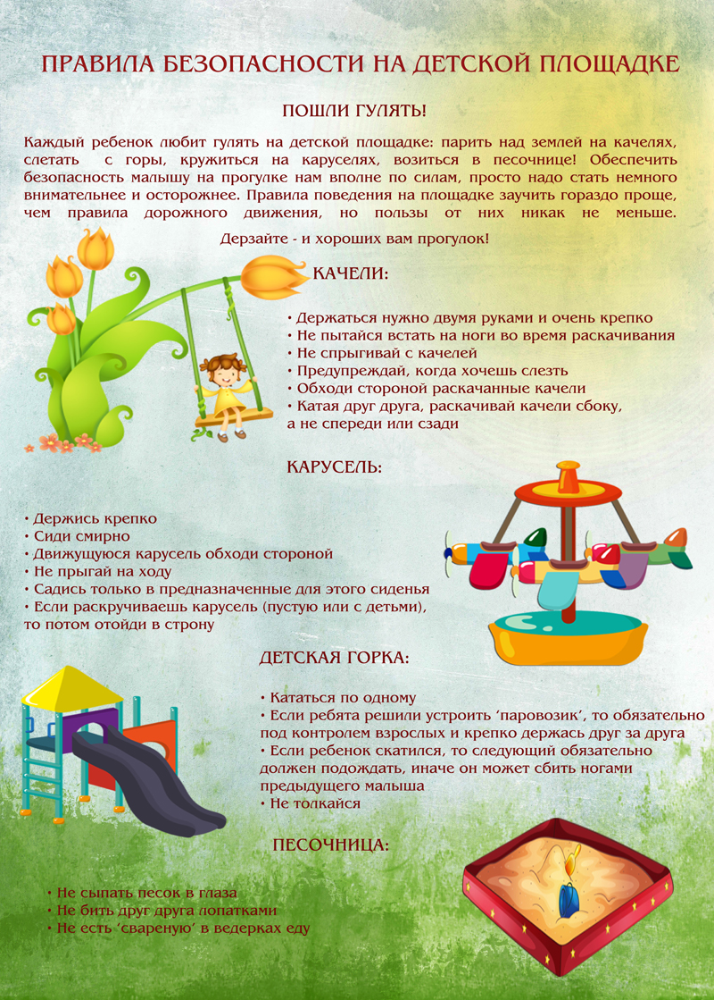 ПРАВИЛА БЕЗОПАСНОСТИ НА ДЕТСКОЙ ПЛОЩАДКЕ
ПОШЛИ ГУЛЯТЬ!
Каждый ребенок любит гулять на детской площадке: парить над землей на качелях,
слетать с горы, кружиться на каруселях, возиться в песочнице! Обеспечить
безопасность малышу на прогулке нам вполне по силам, просто надо стать немного
внимательнее и осторожнее. Правила поведения на площадке заучить гораздо проще,
чем правила дорожного движения, но пользы от них никак не меньше.
Дерзайте - и хороших вам прогулок!
КАЧЕЛИ:
• Держаться нужно двумя руками и очень крепко
• Не пытайся встать на ноги во время раскачивания
• Не спрыгивай с качелей
• Предупреждай, когда хочешь слезть
• Обходи стороной раскачанные качели
• Катая друг друга, раскачивай качели сбоку,
а не спереди или сзади
КАРУСЕЛЬ:
• Держись крепко
• Сиди смирно
• Движущуюся карусель обходи стороной
• Не прыгай на ходу
• Садись только в предназначенные для этого сиденья
• Если раскручиваешь карусель (пустую или с детьми),
то потом отойди в строну
ДЕТСКАЯ ГОРКА:
• Кататься по одному
• Если ребята решили устроить ‘паровозик’, то обязательно
под контролем взрослых и крепко держась друг за друга
• Если ребенок скатился, то следующий обязательно
должен подождать, иначе он может сбить ногами
предыдущего малыша
• Не толкайся
ПЕСОЧНИЦА:
• Не сыпать песок в глаза
• Не бить друг друга лопатками
• Не есть ‘свареную’ в ведерках еду